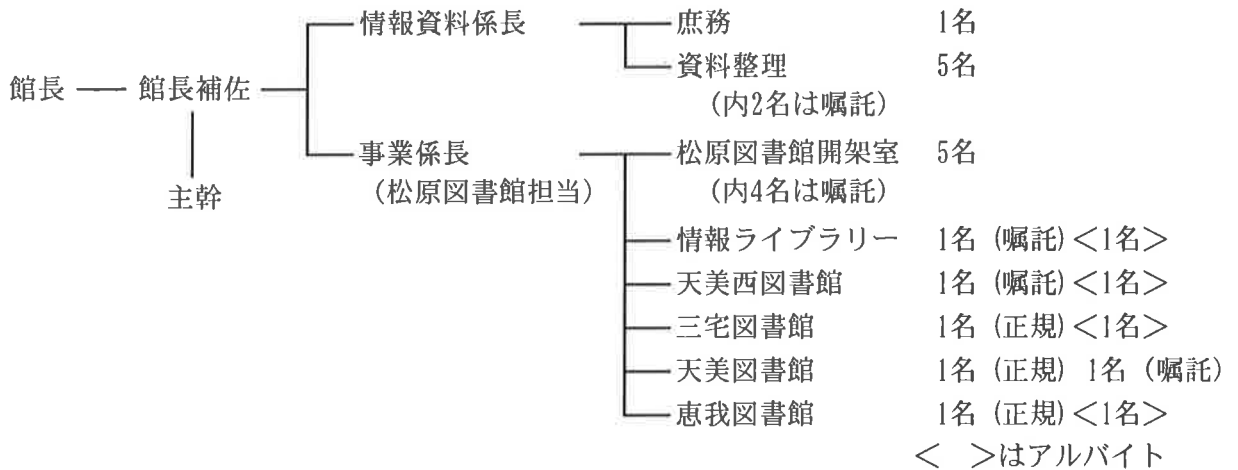 情報資料係長 庶務 1名
館長 館長補佐 資料整理 5名
(内2名は嘱託)
事業係長 松原図書館開架室 5名
主幹 (松原図書館担当) (内4名は嘱託)
情報ライブラリー 1名 (嘱託) <1名>
天美西図書館 1名 (嘱託) <1名>
三宅図書館 1名 (正規) <1名>
天美図書館 1名 (正規) 1名 (嘱託)
恵我図書館 1名 (正規) <1名>
< >はアルバイト